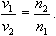 v₁/v₂ = n₂/n₁.